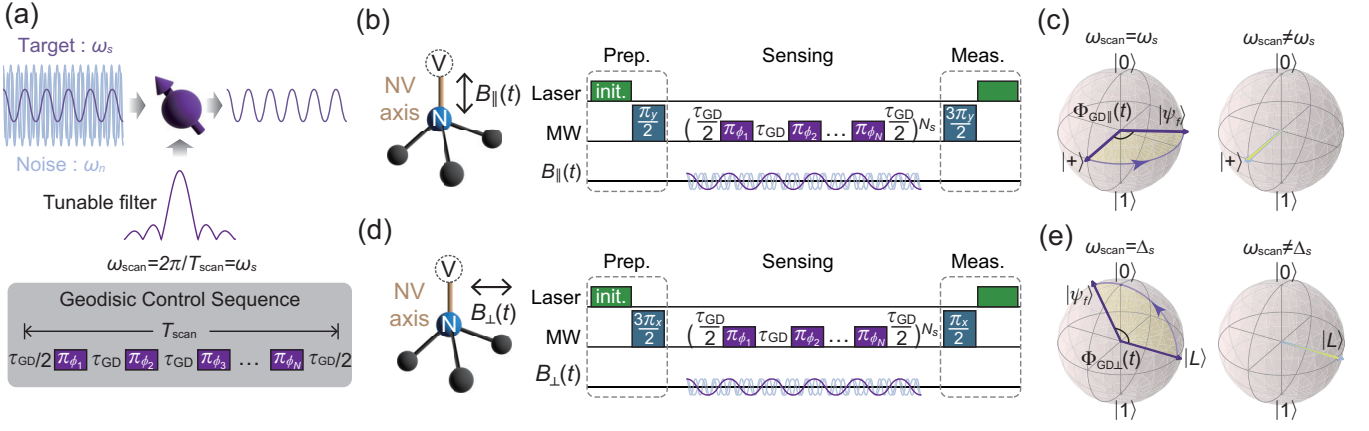 (a)
Target : ωs
Noise : ωn
Tunable filter
ωscan=2π/Tscan=ωs
Geodisic Control Sequence
Tscan
τGD/2 πϕ1 τGD πϕ2 τGD πϕ3 ... πϕN τGD/2
(b)
V
NV
axis
N
B∥(t)
Prep. Sensing Meas.
Laser init.
MW πy/2 (τGD/2 πϕ1 τGD πϕ2 ... πϕN τGD/2)Ns 3πy/2
B∥(t)
(c)
ωscan=ωs ωscan≠ωs
|0⟩ |0⟩
ΦGD∥(t) |ψf⟩
|+⟩ |+⟩
|1⟩ |1⟩
(d)
V
NV
axis
N
B⊥(t)
Prep. Sensing Meas.
Laser init.
MW 3πx/2 (τGD/2 πϕ1 τGD πϕ2 ... πϕN τGD/2)Ns πx/2
B⊥(t)
(e)
ωscan=Δs ωscan≠Δs
|0⟩ |0⟩
|ψf⟩
ΦGD⊥(t) |L⟩ |L⟩
|1⟩ |1⟩